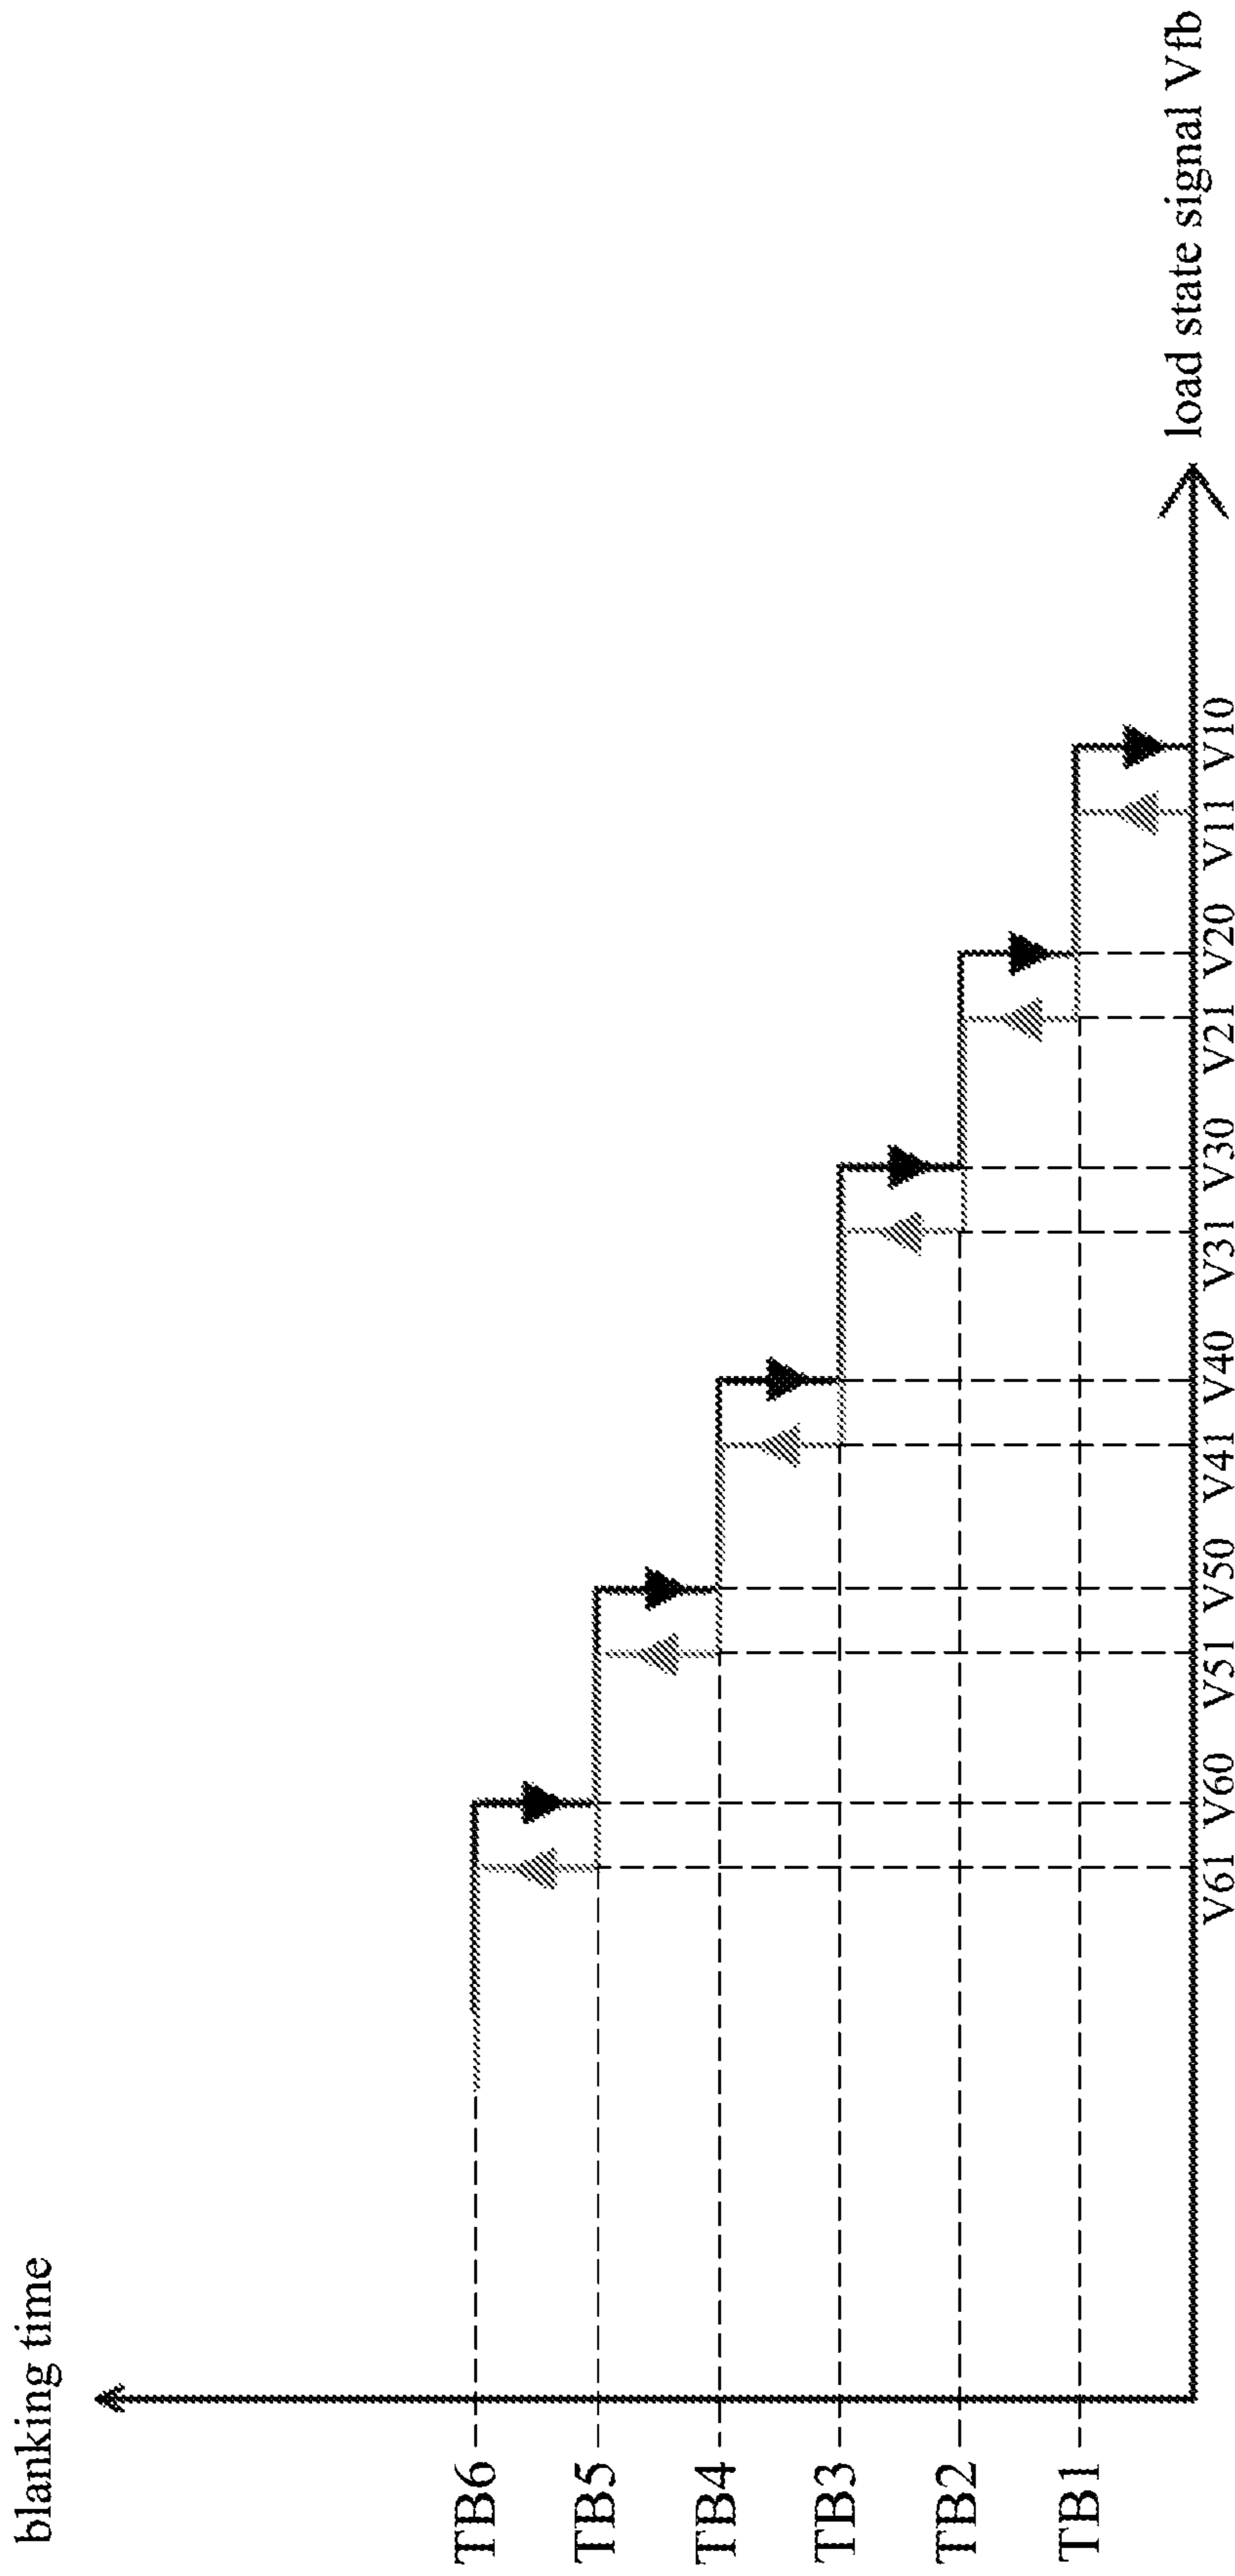 blanking time
TB6
TB5
TB4
TB3
TB2
TB1
V61 V60 V51 V50 V41 V40 V31 V30 V21 V20 V11 V10
load state signal Vfb